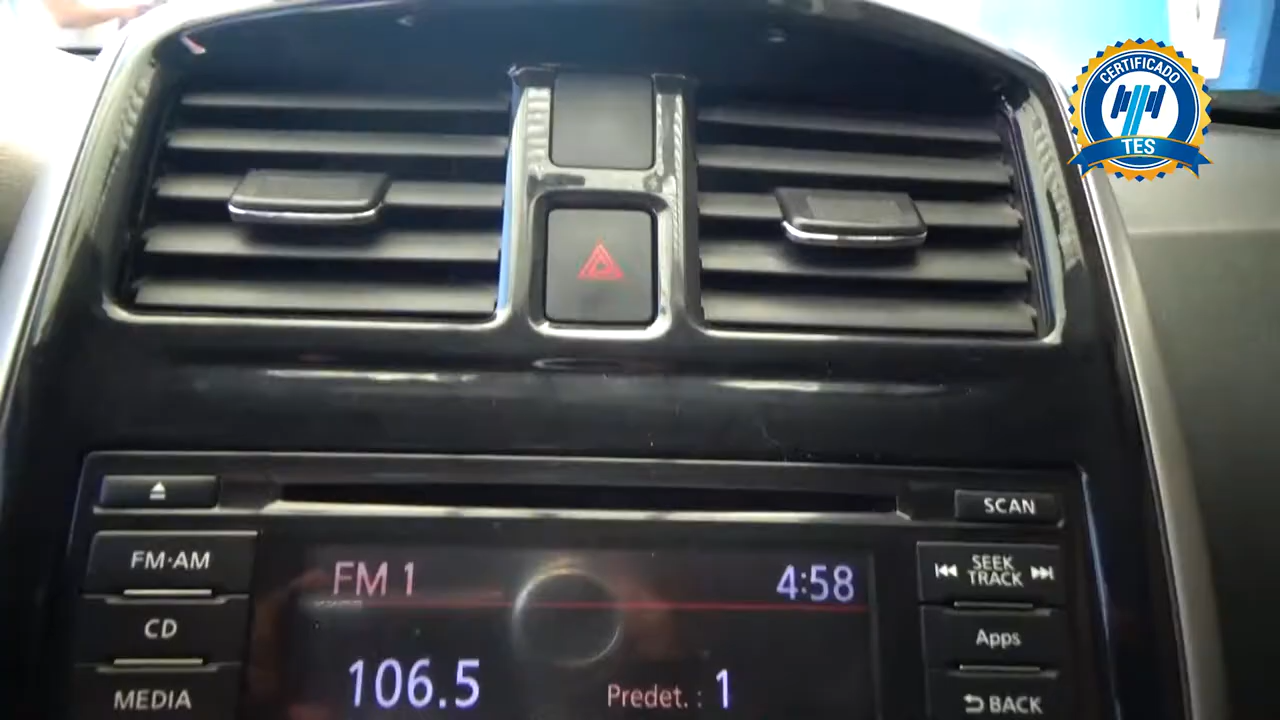 CERTIFICADO
TES
SCAN
FM·AM
SEEK
TRACK
FM 1
4:58
CD
Apps
106.5
Predet. : 1
MEDIA
BACK